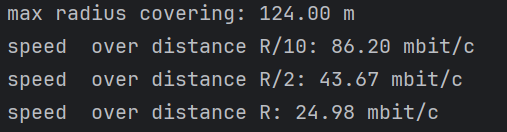 max radius covering: 124.00 m
speed  over distance R/10: 86.20 mbit/c
speed  over distance R/2: 43.67 mbit/c
speed  over distance R: 24.98 mbit/c